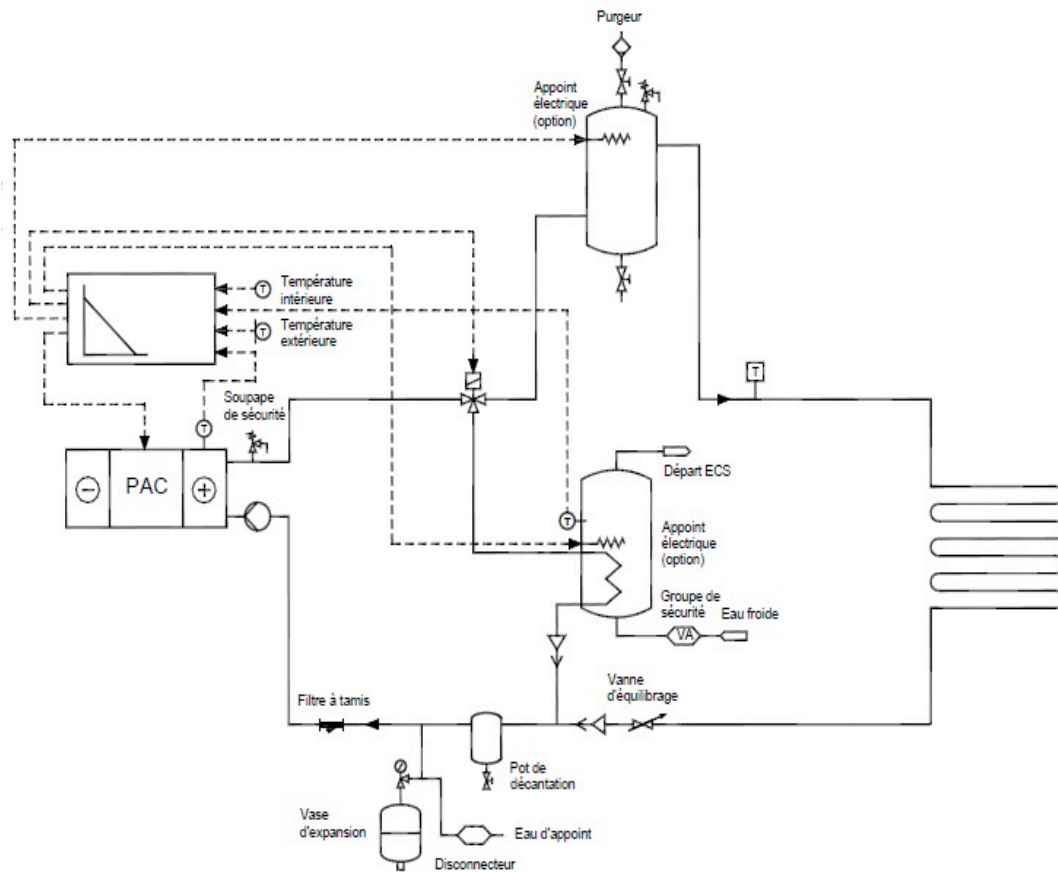 Purgeur
Appoint
électrique
(option)
T
Température
intérieure
T
Température
extérieure
T
Soupape
de sécurité
T
PAC
Départ ECS
T
Appoint
électrique
(option)
Groupe de
sécurité
Eau froide
VA
Vanne
d'équilibrage
Filtre à tamis
Pot de
décantation
Vase
d'expansion
Eau d'appoint
Disconnecteur